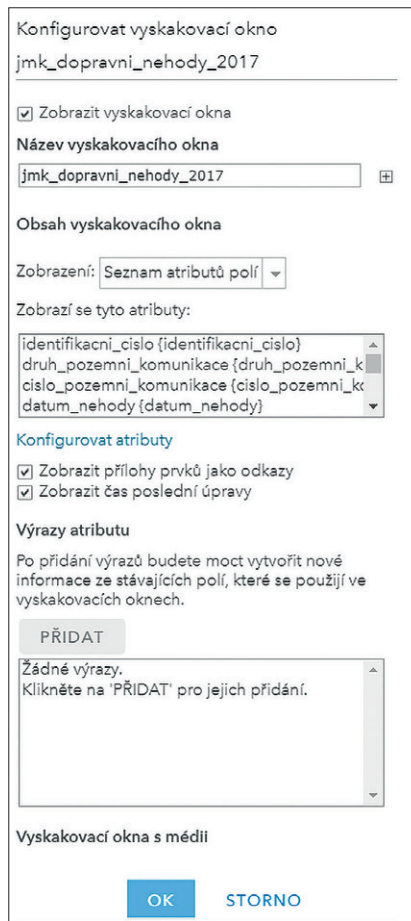 Konfigurovat vyskakovací okno
jmk_dopravni_nehody_2017
Zobrazit vyskakovací okna
Název vyskakovacího okna
jmk_dopravni_nehody_2017
Obsah vyskakovacího okna
Zobrazení: Seznam atributů polí
Zobrazí se tyto atributy:
identifikacni_cislo {identifikacni_cislo}
druh_pozemni_komunikace {druh_pozemni_k
cislo_pozemni_komunikace {cislo_pozemni_kc
datum_nehody {datum_nehody}
Konfigurovat atributy
Zobrazit přílohy prvků jako odkazy
Zobrazit čas poslední úpravy
Výrazy atributu
Po přidání výrazů budete moct vytvořit nové
informace ze stávajících polí, které se použijí ve
vyskakovacích oknech.
PŘIDAT
Žádné výrazy.
Klikněte na 'PŘIDAT' pro jejich přidání.
Vyskakovací okna s médii
OK STORNO